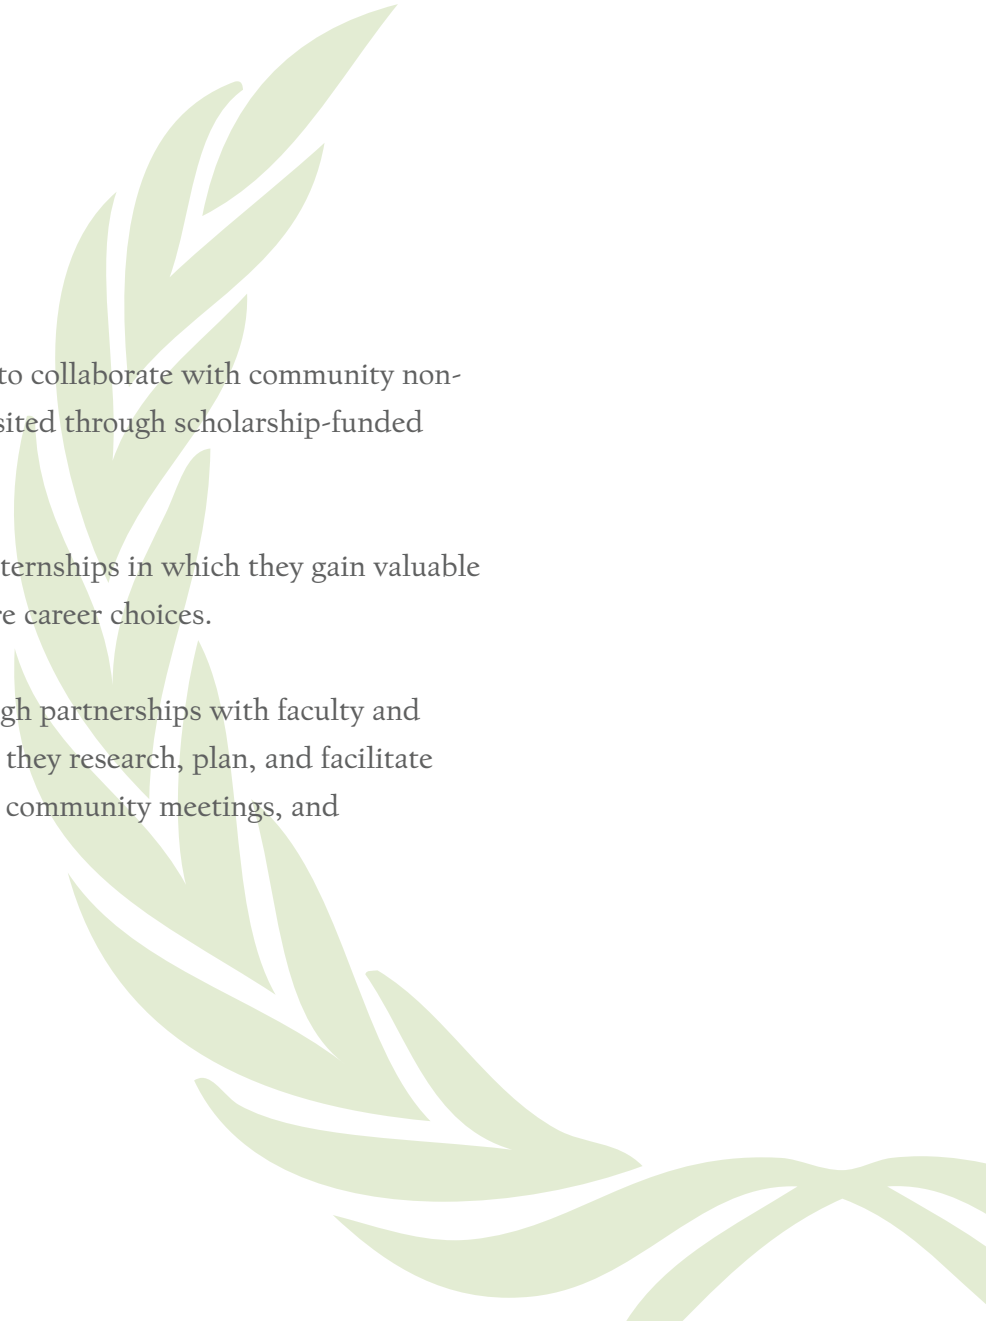 to collaborate with community non-
sited through scholarship-funded
ternships in which they gain valuable
re career choices.
gh partnerships with faculty and
they research, plan, and facilitate
community meetings, and